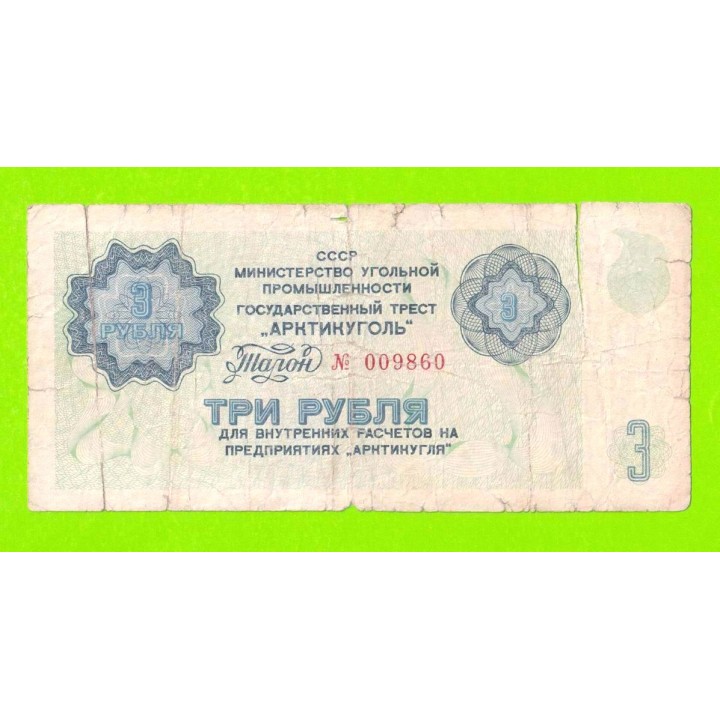 СССР
МИНИСТЕРСТВО УГОЛЬНОЙ
ПРОМЫШЛЕННОСТИ
ГОСУДАРСТВЕННЫЙ ТРЕСТ
„АРКТИКУГОЛЬ"
3
РУБЛЯ
3
Талон № 009860
ТРИ РУБЛЯ
ДЛЯ ВНУТРЕННИХ РАСЧЕТОВ НА
ПРЕДПРИЯТИЯХ „АРКТИКУГЛЯ"
3